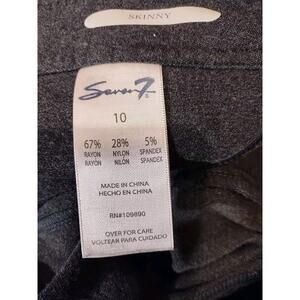 SKINNY
Seven7
10
67% 28% 5%
RAYON NYLON SPANDEX
RAYON NILÓN SPANDEX
MADE IN CHINA
HECHO EN CHINA
RN#109890
OVER FOR CARE
VOLTEAR PARA CUIDADO